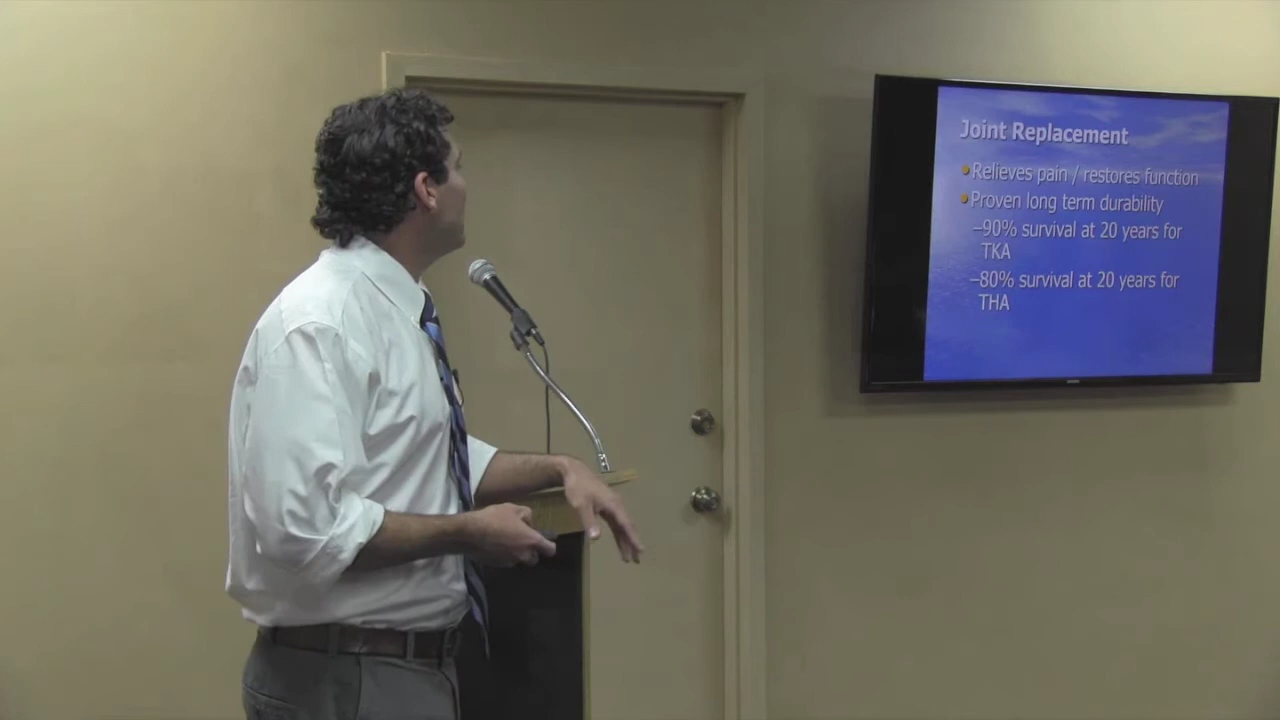 Joint Replacement
Relieves pain / restores function
Proven long term durability
–90% survival at 20 years for
TKA
–80% survival at 20 years for
THA